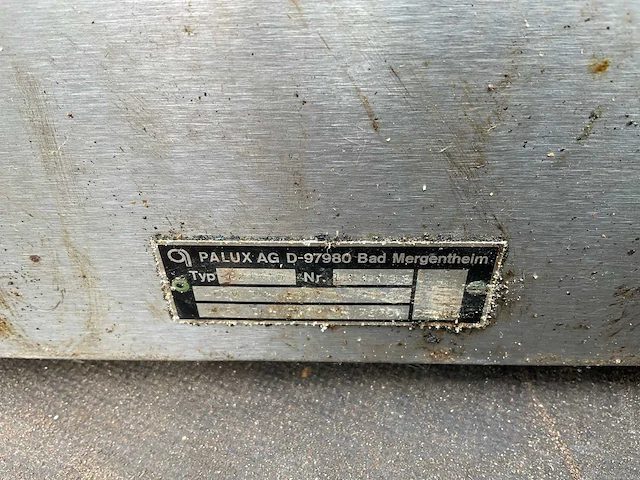 PALUX AG, D-97980 Bad Mergentheim
Typ Nr.